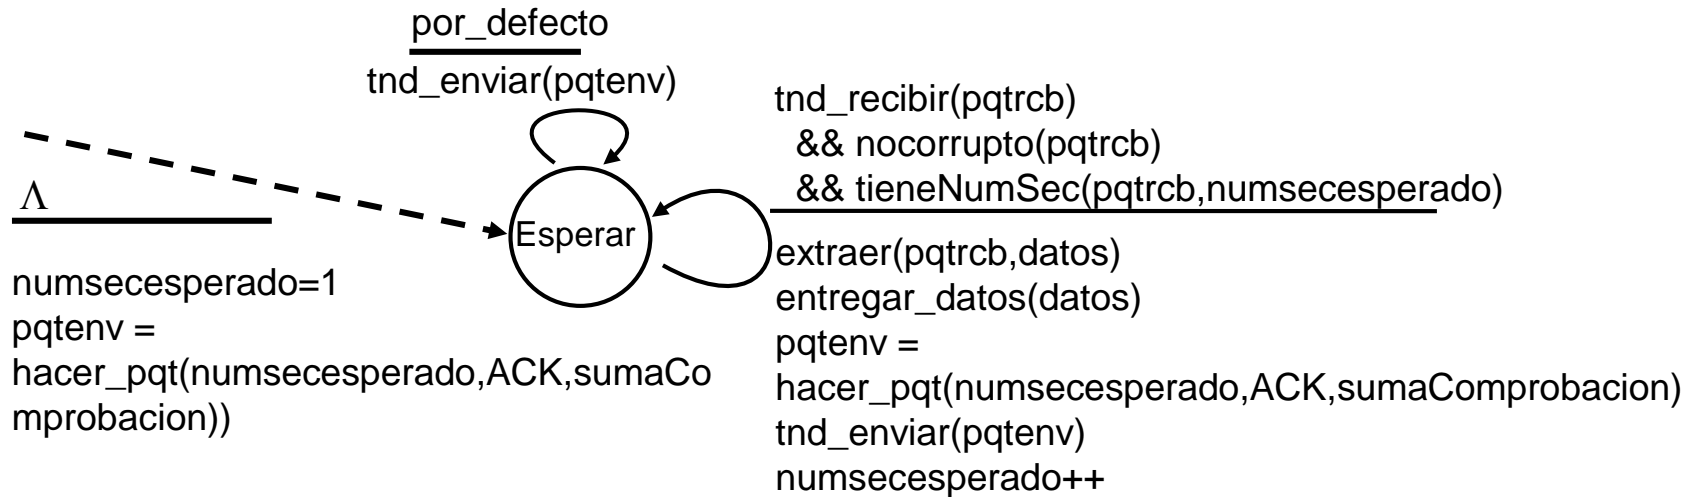 por_defecto
tnd_enviar(pqtenv)
Λ
numsecesperado=1
pqtenv =
hacer_pqt(numsecesperado,ACK,sumaCo
mprobacion))
Esperar
tnd_recibir(pqtrcb)
&& nocorrupto(pqtrcb)
&& tieneNumSec(pqtrcb,numsecesperado)
extraer(pqtrcb,datos)
entregar_datos(datos)
pqtenv =
hacer_pqt(numsecesperado,ACK,sumaComprobacion)
tnd_enviar(pqtenv)
numsecesperado++